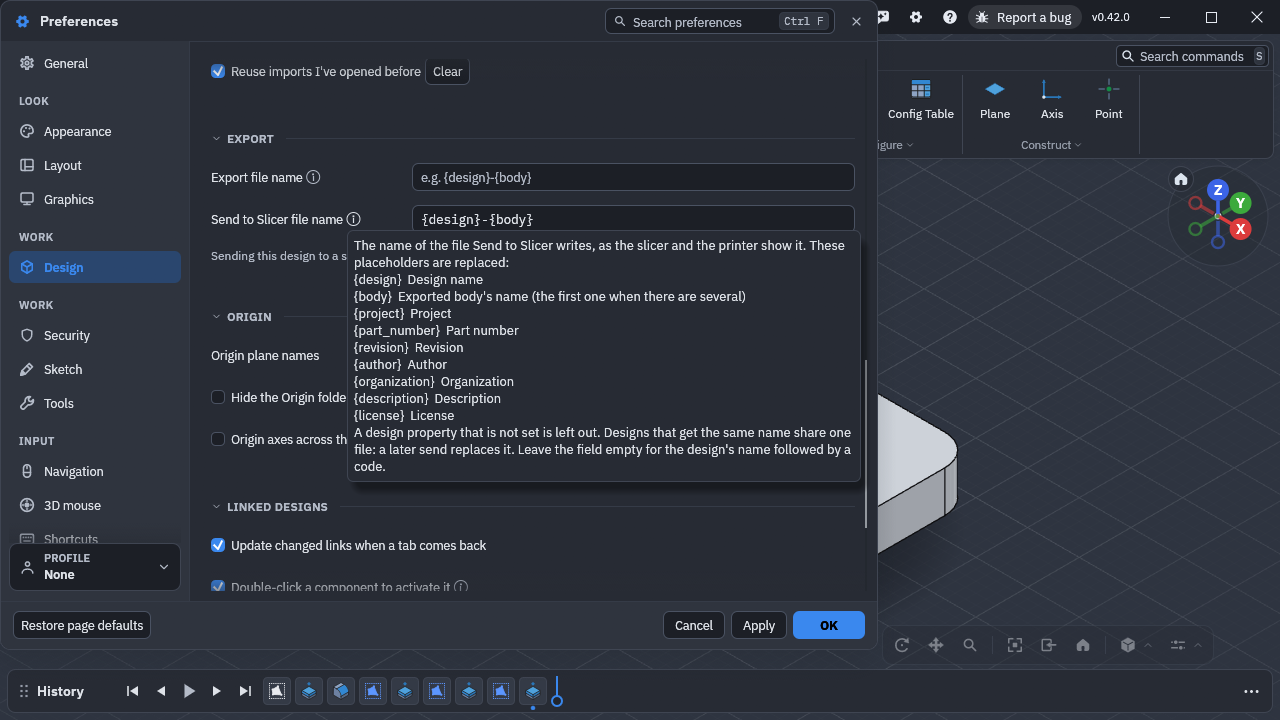 Preferences
Search preferences
Ctrl F
Report a bug
v0.42.0
General
LOOK
Appearance
Layout
Graphics
WORK
Design
WORK
Security
Sketch
Tools
INPUT
Navigation
3D mouse
Shortcuts
PROFILE
None
Reuse imports I've opened before
Clear
EXPORT
Export file name
e.g. {design}-{body}
Send to Slicer file name
{design}-{body}
Sending this design to a s
The name of the file Send to Slicer writes, as the slicer and the printer show it. These
placeholders are replaced:
{design} Design name
{body} Exported body's name (the first one when there are several)
{project} Project
{part_number} Part number
{revision} Revision
{author} Author
{organization} Organization
{description} Description
{license} License
A design property that is not set is left out. Designs that get the same name share one
file: a later send replaces it. Leave the field empty for the design's name followed by a
code.
ORIGIN
Origin plane names
Hide the Origin folde
Origin axes across th
LINKED DESIGNS
Update changed links when a tab comes back
Double-click a component to activate it
Restore page defaults
Cancel
Apply
OK
Search commands
S
Config Table
Plane
Axis
Point
igure
Construct
Z
Y
X
History